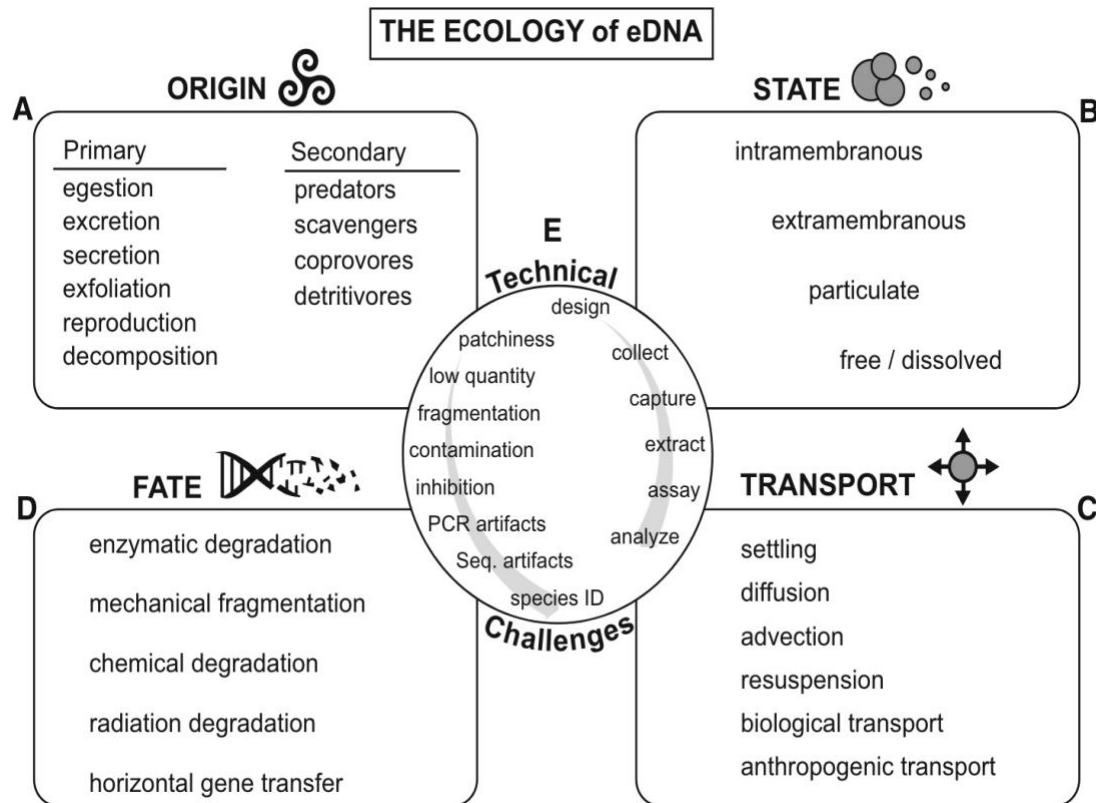 THE ECOLOGY of eDNA
A
ORIGIN
Primary
egestion
excretion
secretion
exfoliation
reproduction
decomposition
Secondary
predators
scavengers
coprovores
detritivores
STATE
B
intramembranous
extramembranous
particulate
free / dissolved
E
Technical
design
collect
capture
extract
assay
analyze
patchiness
low quantity
fragmentation
contamination
inhibition
PCR artifacts
Seq. artifacts
species ID
Challenges
D
FATE
enzymatic degradation
mechanical fragmentation
chemical degradation
radiation degradation
horizontal gene transfer
TRANSPORT
C
settling
diffusion
advection
resuspension
biological transport
anthropogenic transport